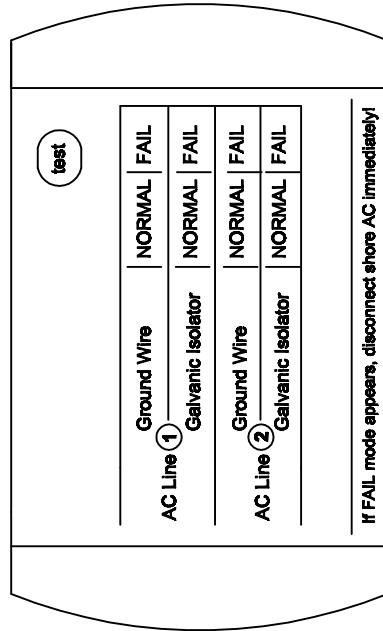 test
Ground Wire NORMAL FAIL
AC Line 1
Galvanic Isolator NORMAL FAIL
Ground Wire NORMAL FAIL
AC Line 2
Galvanic Isolator NORMAL FAIL
If FAIL mode appears, disconnect shore AC immediately!